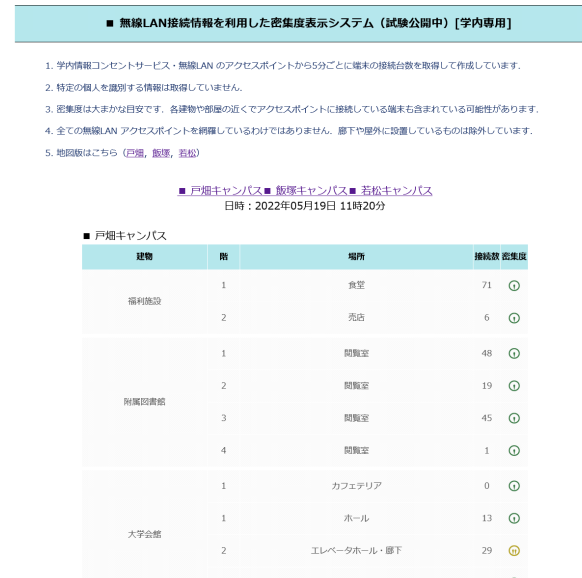 ■ 無線LAN接続情報を利用した密集度表示システム（試験公開中）[学内専用]
1. 学内情報コンセントサービス・無線LAN のアクセスポイントから5分ごとに端末の接続台数を取得して作成しています．
2. 特定の個人を識別する情報は取得していません．
3. 密集度は大まかな目安です．各建物や部屋の近くでアクセスポイントに接続している端末も含まれている可能性があります．
4. 全ての無線LAN アクセスポイントを網羅しているわけではありません．廊下や屋外に設置しているものは除外しています．
5. 地図版はこちら（戸畑，飯塚，若松）
■ 戸畑キャンパス■ 飯塚キャンパス■ 若松キャンパス
日時：2022年05月19日 11時20分
■ 戸畑キャンパス
建物 階 場所 接続数 密集度
福利施設
1 食堂 71
2 売店 6
附属図書館
1 閲覧室 48
2 閲覧室 19
3 閲覧室 45
4 閲覧室 1
大学会館
1 カフェテリア 0
1 ホール 13
2 エレベータホール・廊下 29